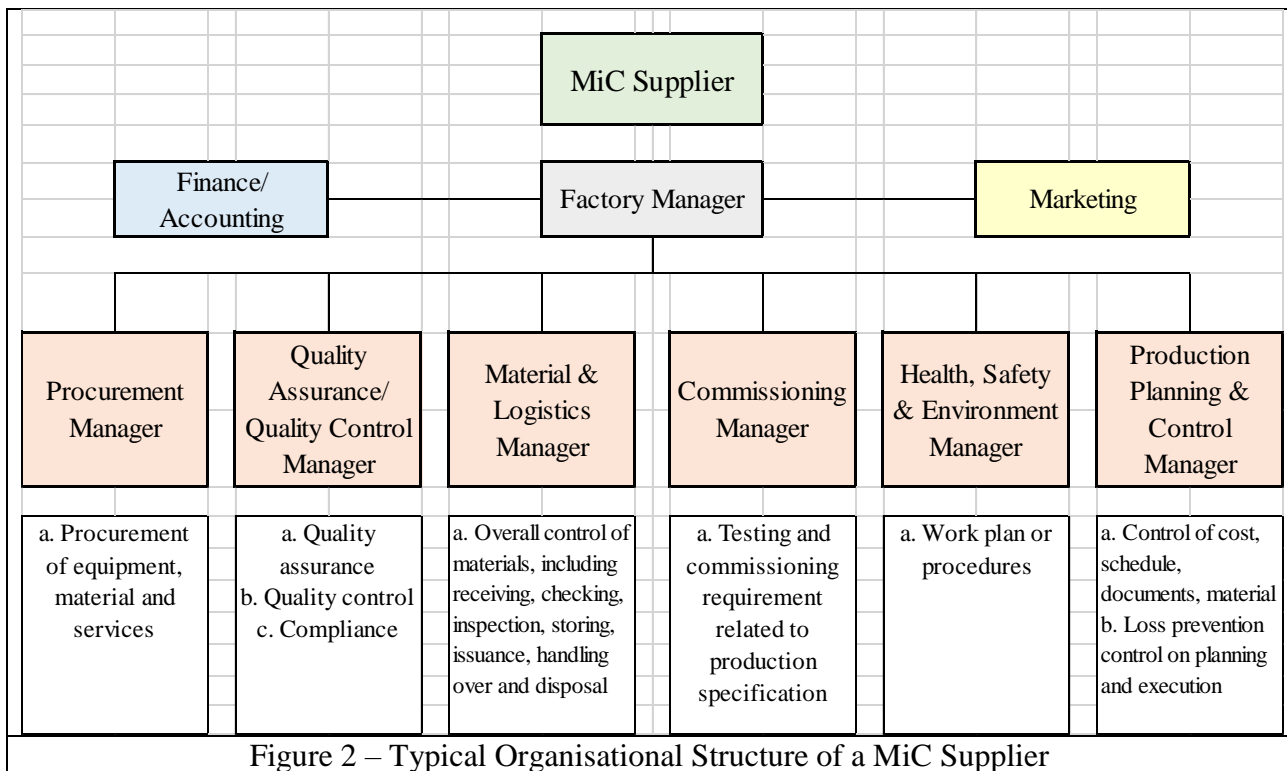 MiC Supplier
Finance/
Accounting
Factory Manager
Marketing
Procurement
Manager
Quality
Assurance/
Quality Control
Manager
Material &
Logistics
Manager
Commissioning
Manager
Health, Safety
& Environment
Manager
Production
Planning &
Control
Manager
a. Procurement
of equipment,
material and
services
a. Quality
assurance
b. Quality control
c. Compliance
a. Overall control of
materials, including
receiving, checking,
inspection, storing,
issuance, handling
over and disposal
a. Testing and
commissioning
requirement
related to
production
specification
a. Work plan or
procedures
a. Control of cost,
schedule,
documents, material
b. Loss prevention
control on planning
and execution
Figure 2 – Typical Organisational Structure of a MiC Supplier